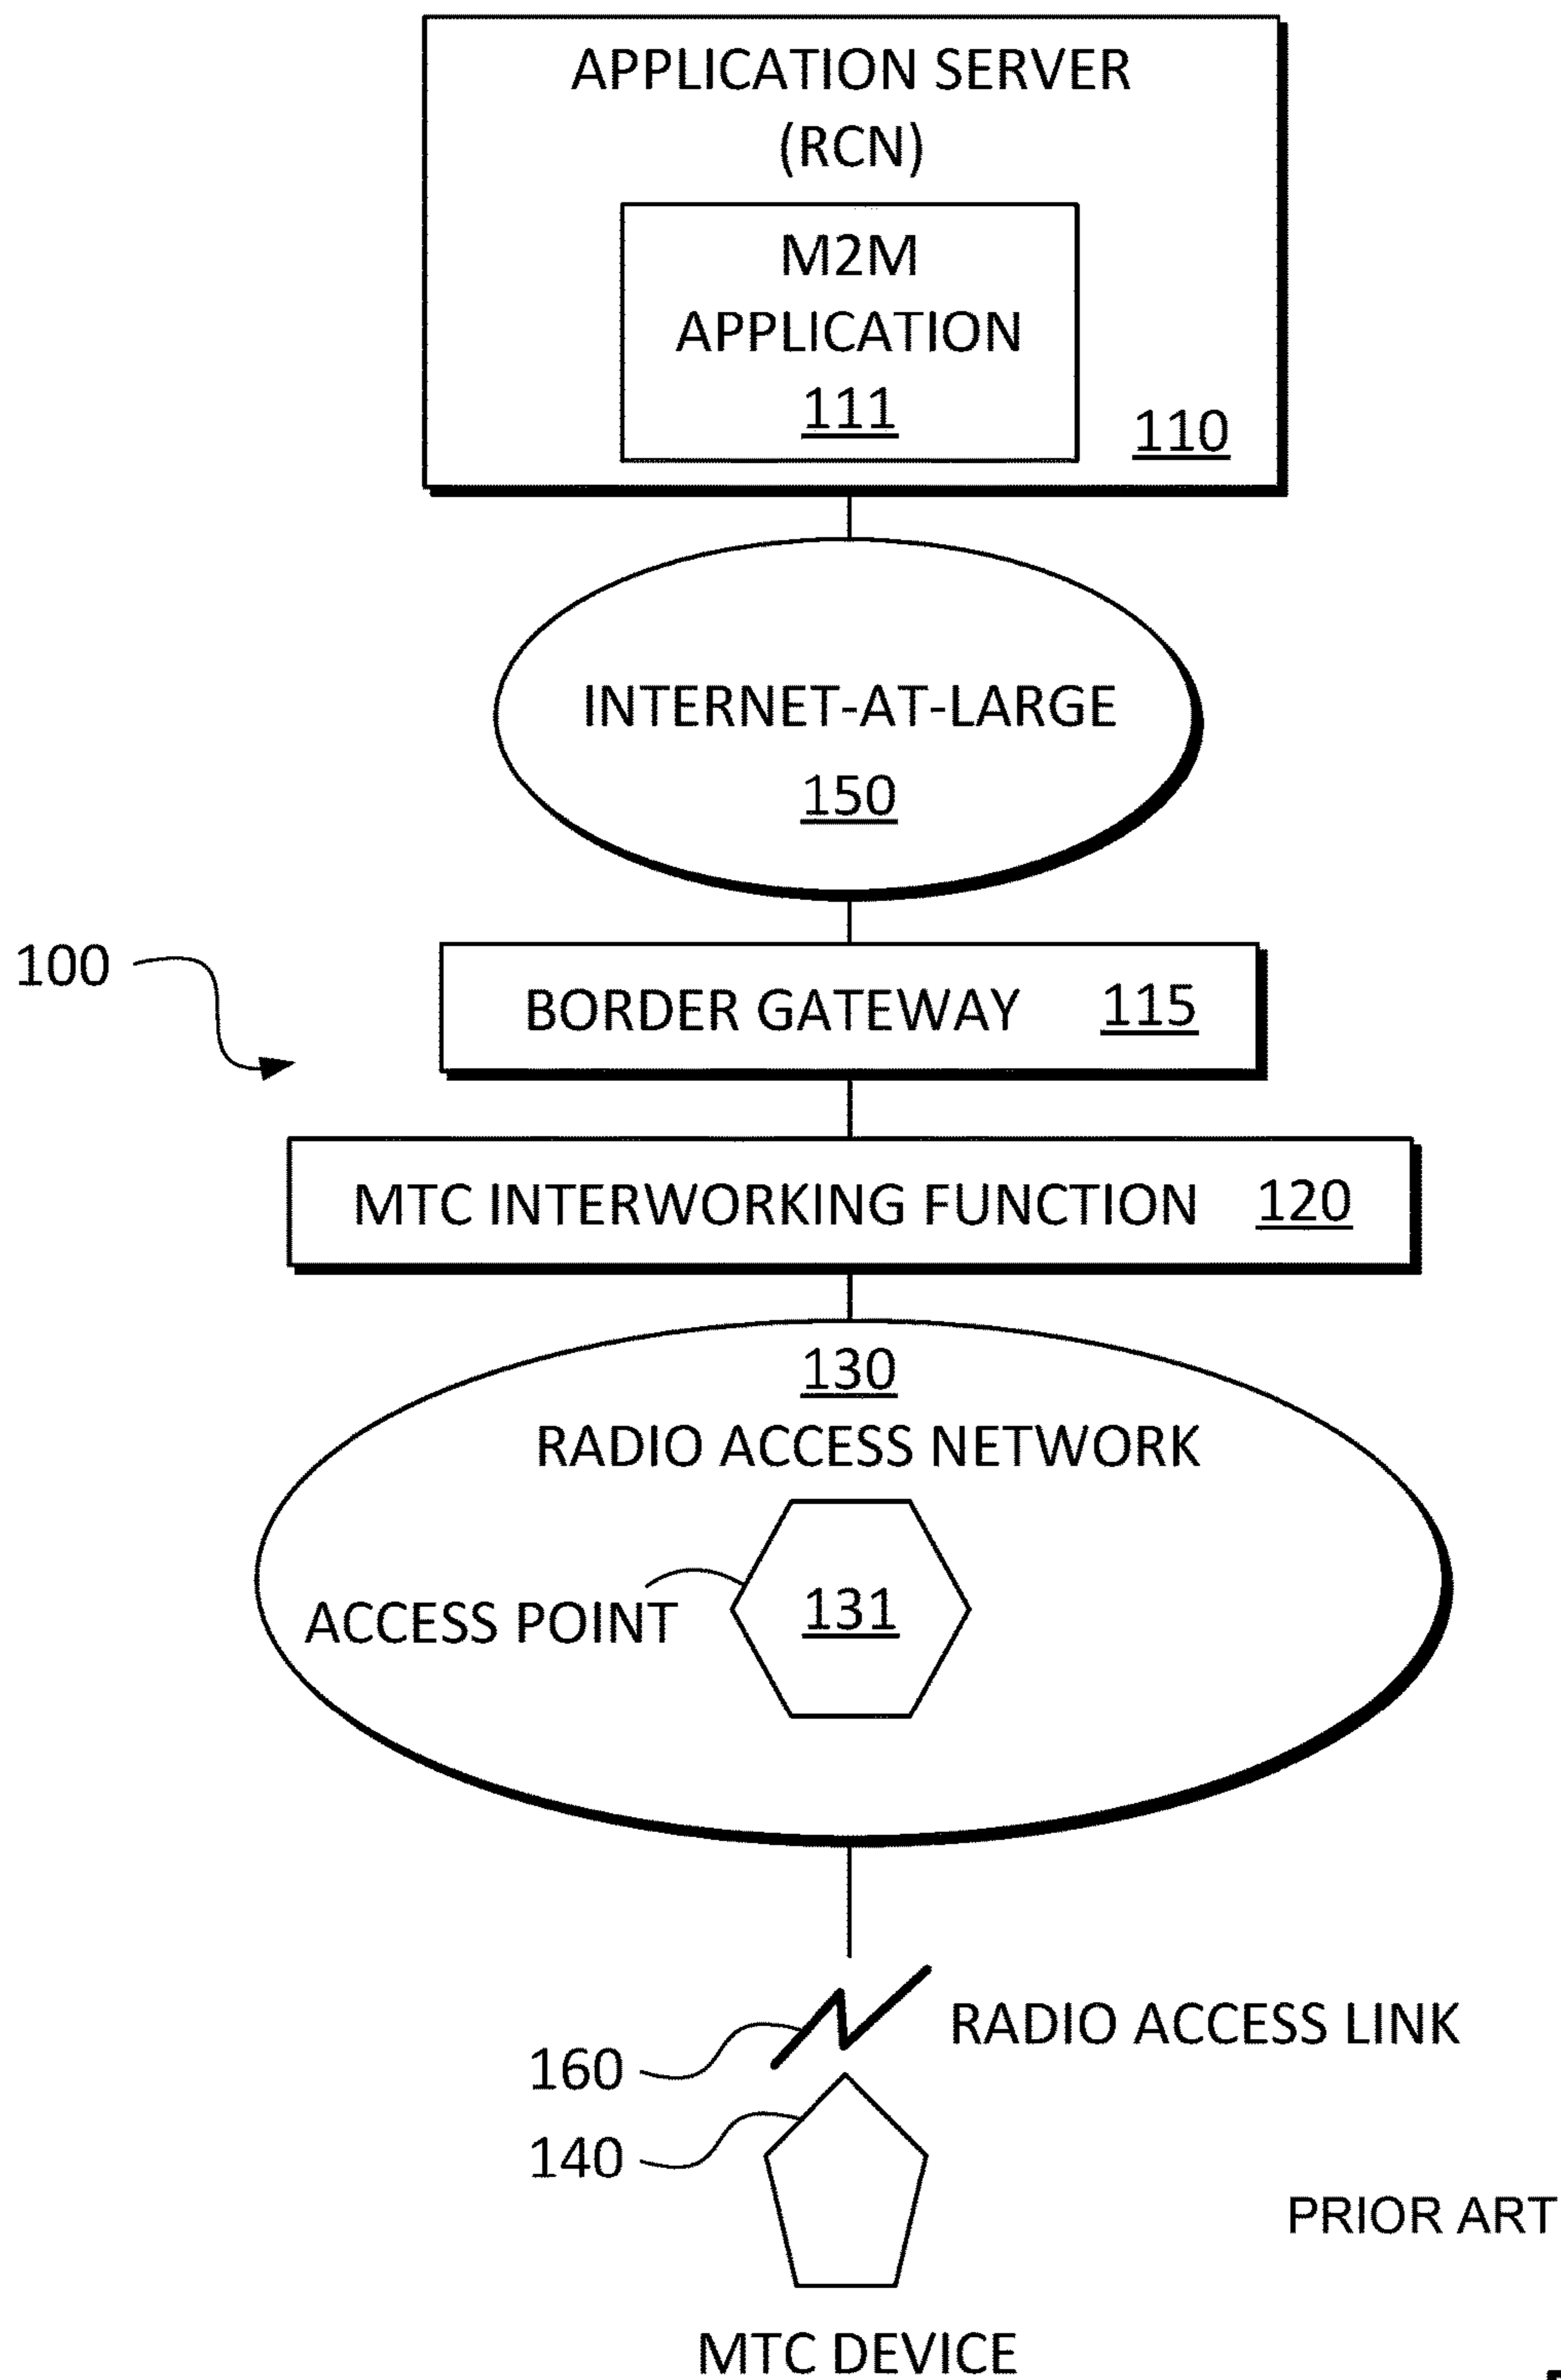 APPLICATION SERVER
(RCN)
M2M
APPLICATION
111
110
INTERNET-AT-LARGE
150
100
BORDER GATEWAY 115
MTC INTERWORKING FUNCTION 120
130
RADIO ACCESS NETWORK
131
ACCESS POINT
RADIO ACCESS LINK
160
140
PRIOR ART
MTC DEVICE